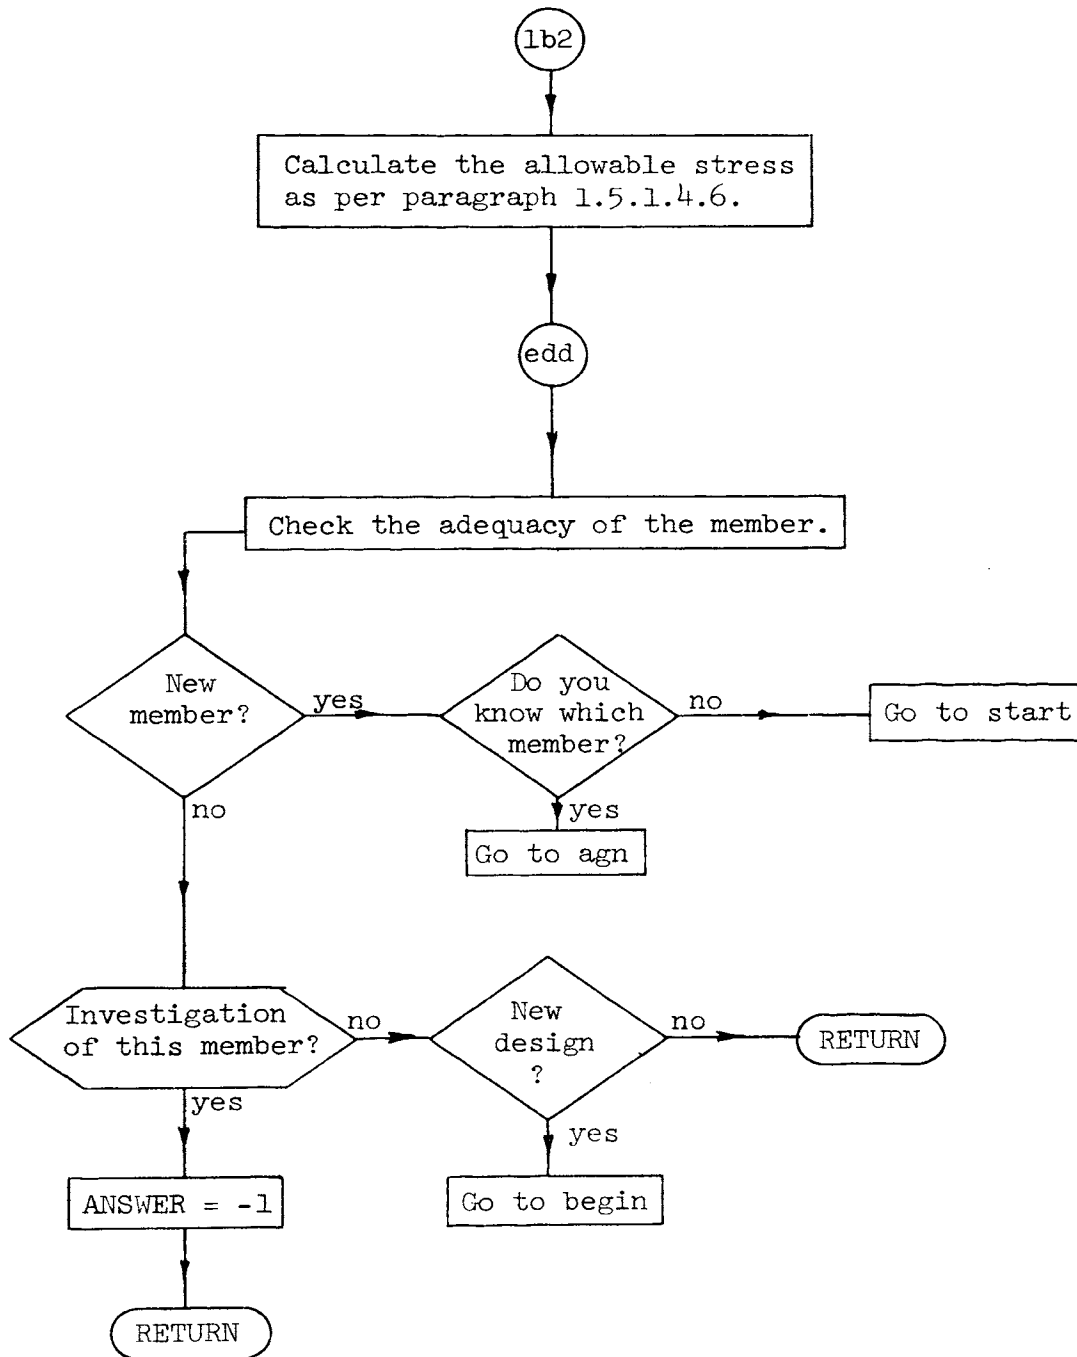 lb2
Calculate the allowable stress
as per paragraph 1.5.1.4.6.
edd
Check the adequacy of the member.
New
member?
yes
Do you
know which
member?
no
Go to start
no
yes
Go to agn
Investigation
of this member?
no
New
design
?
no
RETURN
yes
yes
ANSWER = -1
Go to begin
RETURN